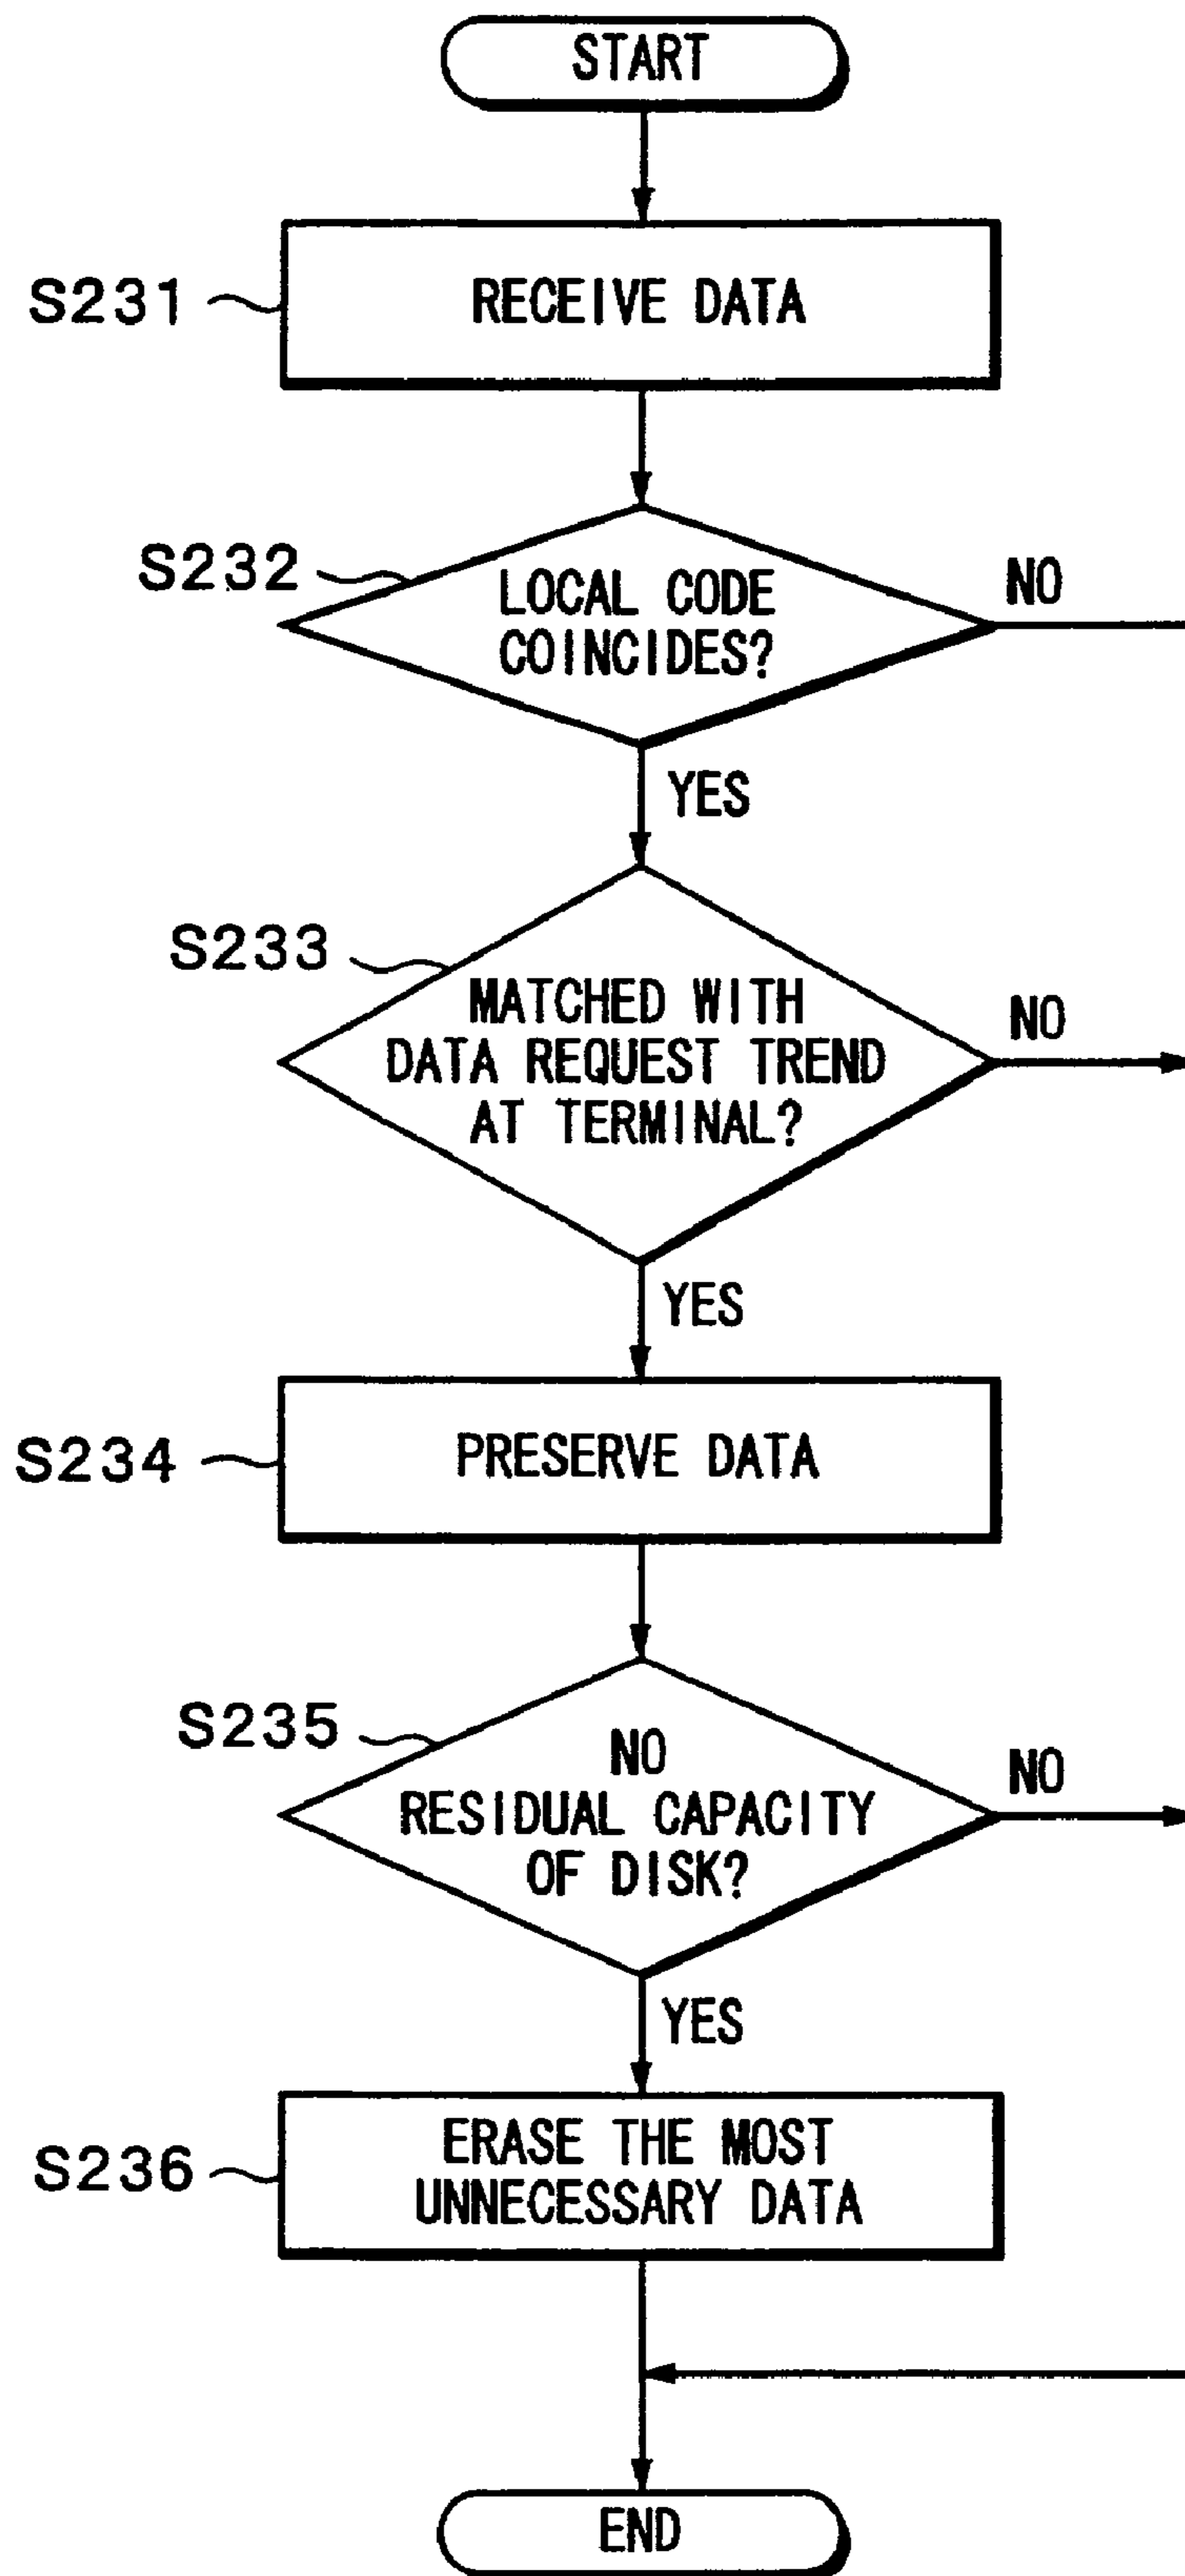 START
S231
RECEIVE DATA
S232
LOCAL CODE
COINCIDES?
NO
YES
S233
MATCHED WITH
DATA REQUEST TREND
AT TERMINAL?
NO
YES
S234
PRESERVE DATA
S235
NO
RESIDUAL CAPACITY
OF DISK?
NO
YES
S236
ERASE THE MOST
UNNECESSARY DATA
END